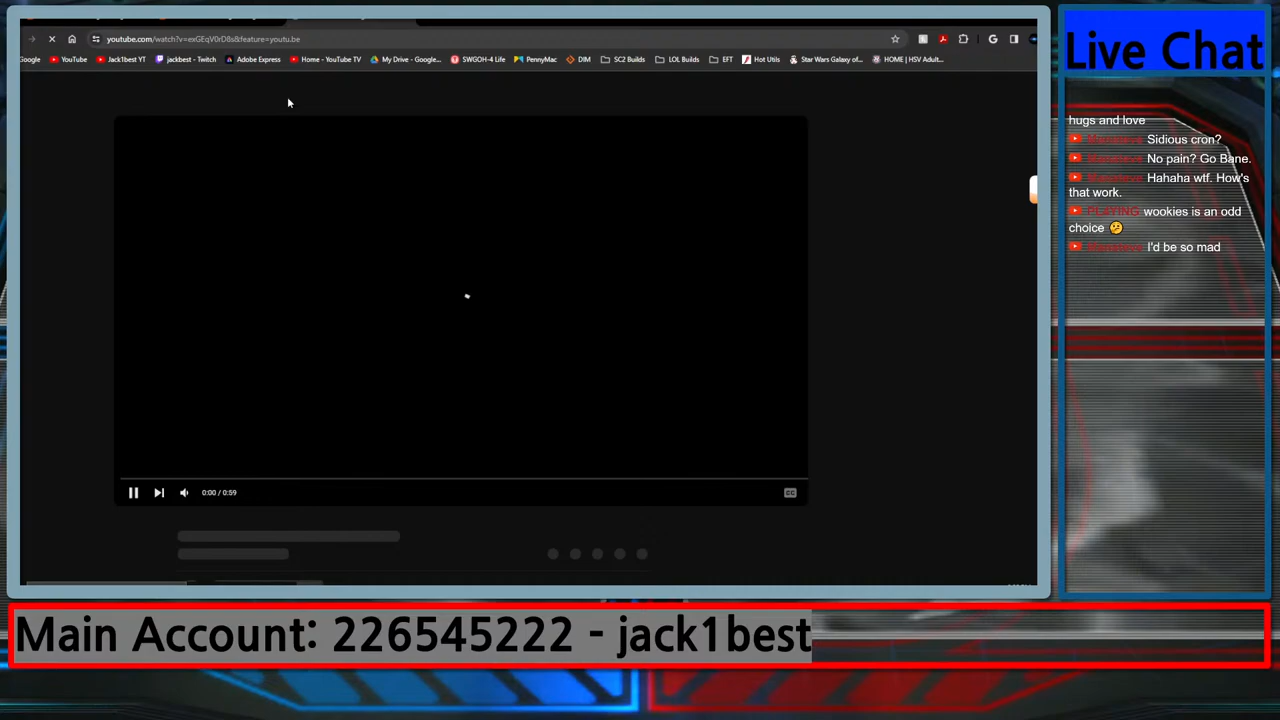 youtube.com/watch?v=exGEqV0rD8s&feature=youtu.be
Google YouTube Jack1best YT jackbest - Twitch Adobe Express Home - YouTube TV My Drive - Google... SWGOH-4 Life PennyMac DIM SC2 Builds LOL Builds EFT Hot Utils Star Wars Galaxy of... HOME | HSV Adult...
0:00 / 0:59
CC
Live Chat
hugs and love
Sidious cron?
No pain? Go Bane.
Hahaha wtf. How's
that work.
PLAYING wookies is an odd
choice 🤔
I'd be so mad
Main Account: 226545222 - jack1best